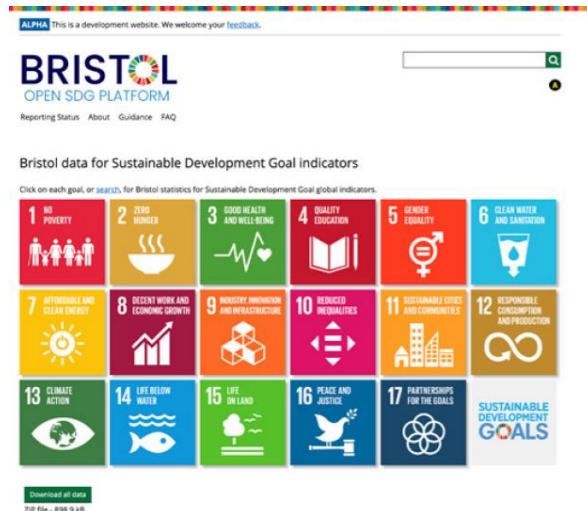 ALPHA This is a development website. We welcome your feedback.
BRISTOL
OPEN SDG PLATFORM
A
Reporting Status About Guidance FAQ
Bristol data for Sustainable Development Goal indicators
Click on each goal, or search, for Bristol statistics for Sustainable Development Goal global indicators.
1 NO
POVERTY
2 ZERO
HUNGER
3 GOOD HEALTH
AND WELL-BEING
4 QUALITY
EDUCATION
5 GENDER
EQUALITY
6 CLEAN WATER
AND SANITATION
7 AFFORDABLE AND
CLEAN ENERGY
8 DECENT WORK AND
ECONOMIC GROWTH
9 INDUSTRY, INNOVATION
AND INFRASTRUCTURE
10 REDUCED
INEQUALITIES
11 SUSTAINABLE CITIES
AND COMMUNITIES
12 RESPONSIBLE
CONSUMPTION
AND PRODUCTION
13 CLIMATE
ACTION
14 LIFE BELOW
WATER
15 LIFE
ON LAND
16 PEACE AND
JUSTICE
17 PARTNERSHIPS
FOR THE GOALS
SUSTAINABLE
DEVELOPMENT
GOALS
Download all data
ZIP file - 898.9 kB